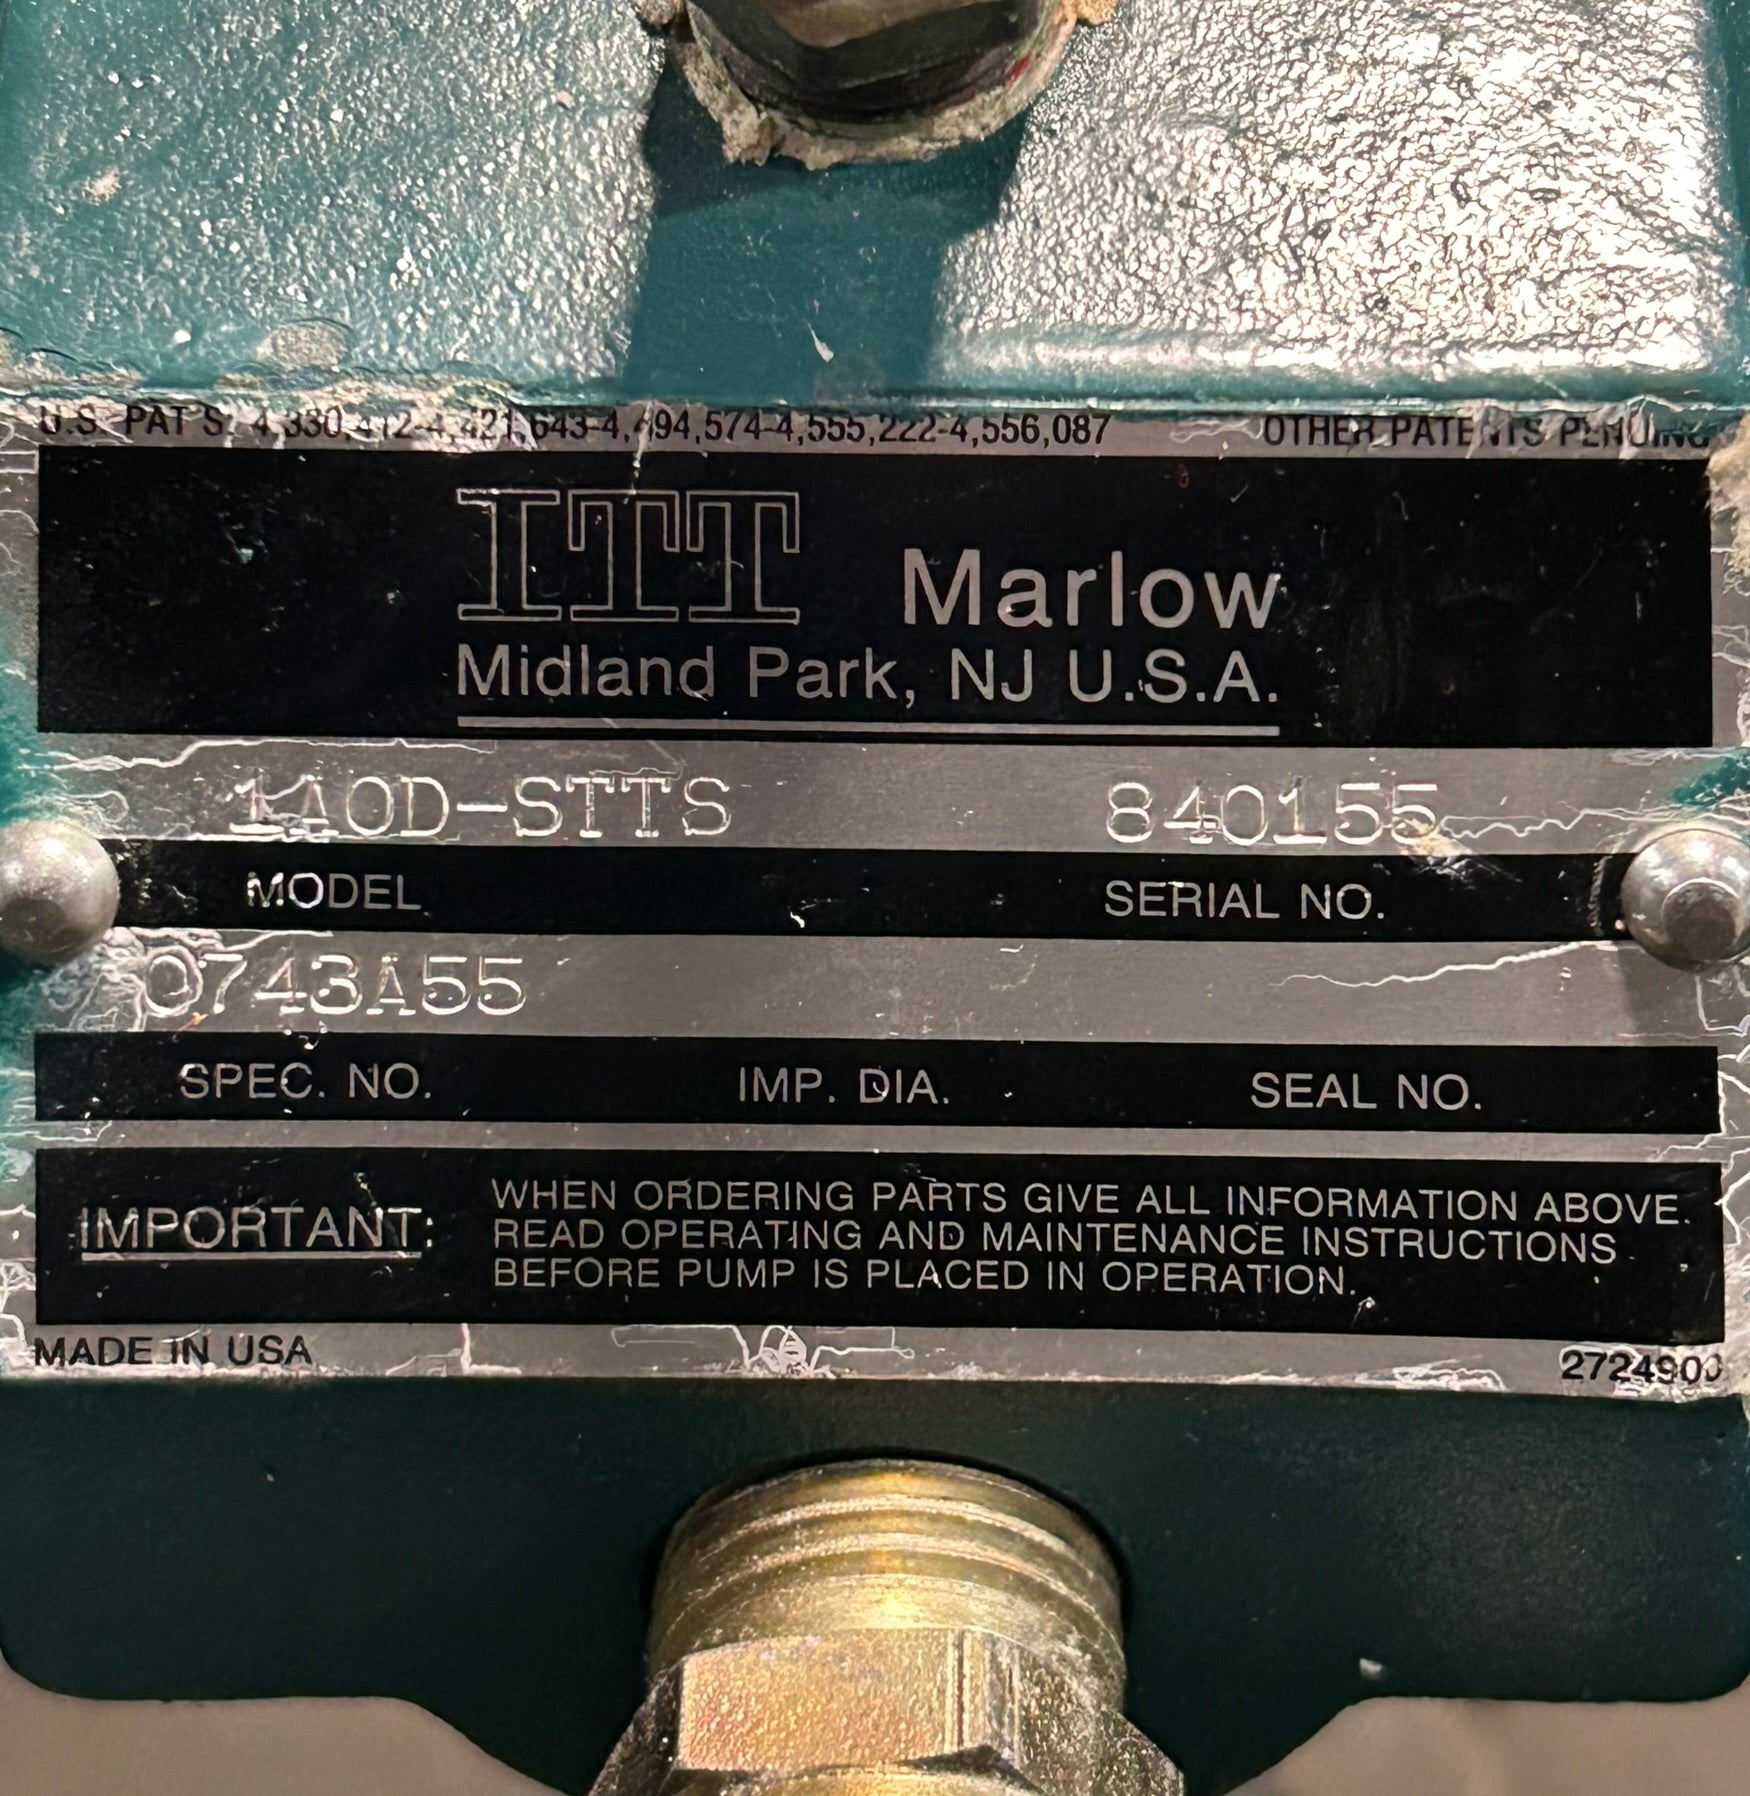 U.S. PAT'S. 4,330,412-4,421,643-4,494,574-4,555,222-4,556,087 OTHER PATENTS PENDING
ITT Marlow
Midland Park, NJ U.S.A.
840155
MODEL SERIAL NO.
0743A55
SPEC. NO. IMP. DIA. SEAL NO.
IMPORTANT: WHEN ORDERING PARTS GIVE ALL INFORMATION ABOVE.
READ OPERATING AND MAINTENANCE INSTRUCTIONS
BEFORE PUMP IS PLACED IN OPERATION.
MADE IN USA 2724900